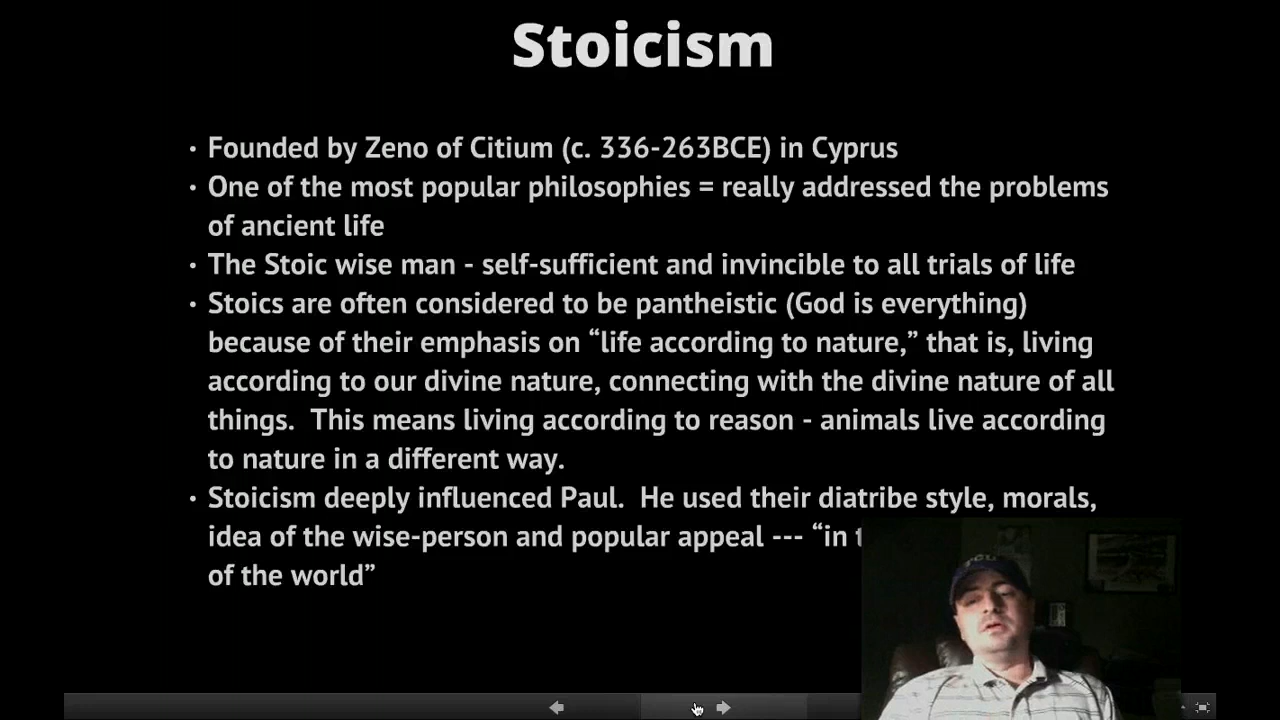 Stoicism
• Founded by Zeno of Citium (c. 336-263BCE) in Cyprus
• One of the most popular philosophies = really addressed the problems
of ancient life
• The Stoic wise man - self-sufficient and invincible to all trials of life
• Stoics are often considered to be pantheistic (God is everything)
because of their emphasis on “life according to nature,” that is, living
according to our divine nature, connecting with the divine nature of all
things.  This means living according to reason - animals live according
to nature in a different way.
• Stoicism deeply influenced Paul.  He used their diatribe style, morals,
idea of the wise-person and popular appeal --- “in
of the world”